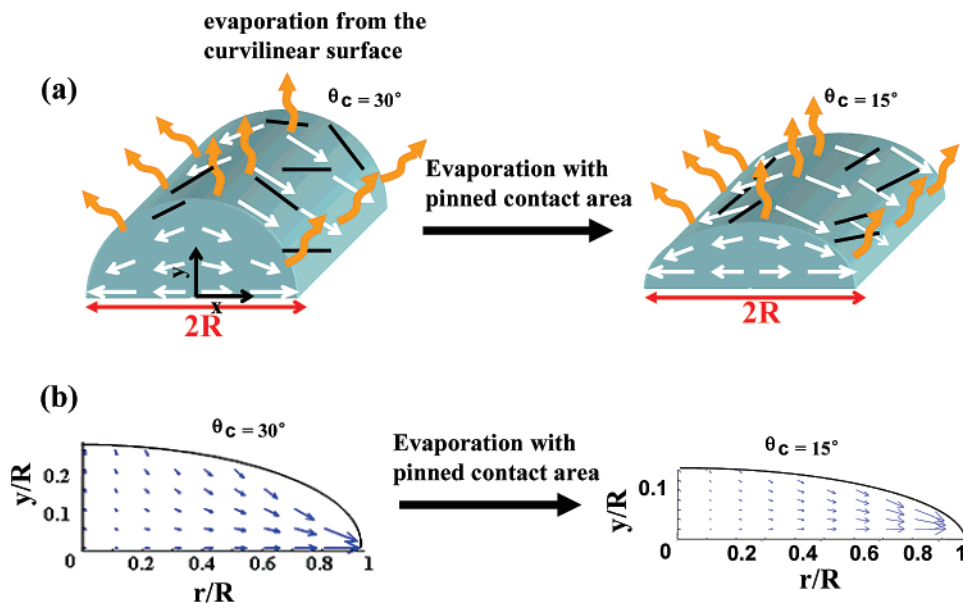 evaporation from the
curvilinear surface
(a)
θc = 30°
θc = 15°
Evaporation with
pinned contact area
y
x
2R
2R
(b)
θc = 30°
Evaporation with
pinned contact area
θc = 15°
y/R
0.2
0.1
0
0 0.2 0.4 0.6 0.8 1
r/R
y/R
0.1
0 0.2 0.4 0.6 0.8 1
r/R